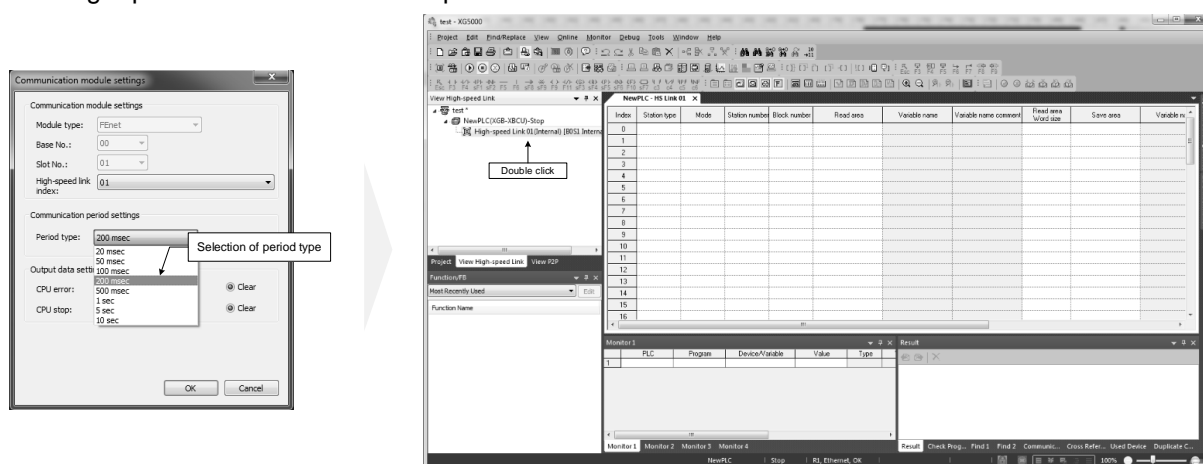 Communication module settings
Communication module settings
Module type: FEnet
Base No.: 00
Slot No.: 01
High-speed link index: 01
Communication period settings
Period type: 200 msec
20 msec
50 msec
100 msec
200 msec
500 msec
1 sec
5 sec
10 sec
Selection of period type
Output data setti
CPU error: Clear
CPU stop: Clear
OK Cancel
test - XG5000
Project Edit Find/Replace View Online Monitor Debug Tools Window Help
View High-speed Link
test *
NewPLC(XGB-XBCU)-Stop
High-speed Link 01(Internal) [B0S1 Interna
Double click
Project View High-speed Link View P2P
Function/FB
Most Recently Used Edit
Function Name
NewPLC - HS Link 01
Index Station type Mode Station number Block number Read area Variable name Variable name comment Read area Word size Save area Variable na
0
1
2
3
4
5
6
7
8
9
10
11
12
13
14
15
16
Monitor 1
PLC Program Device/Variable Value Type
1
Monitor 1 Monitor 2 Monitor 3 Monitor 4
Result
Result Check Prog... Find 1 Find 2 Communic... Cross Refer... Used Device Duplicate C...
NewPLC Stop R1, Ethernet, OK 100%